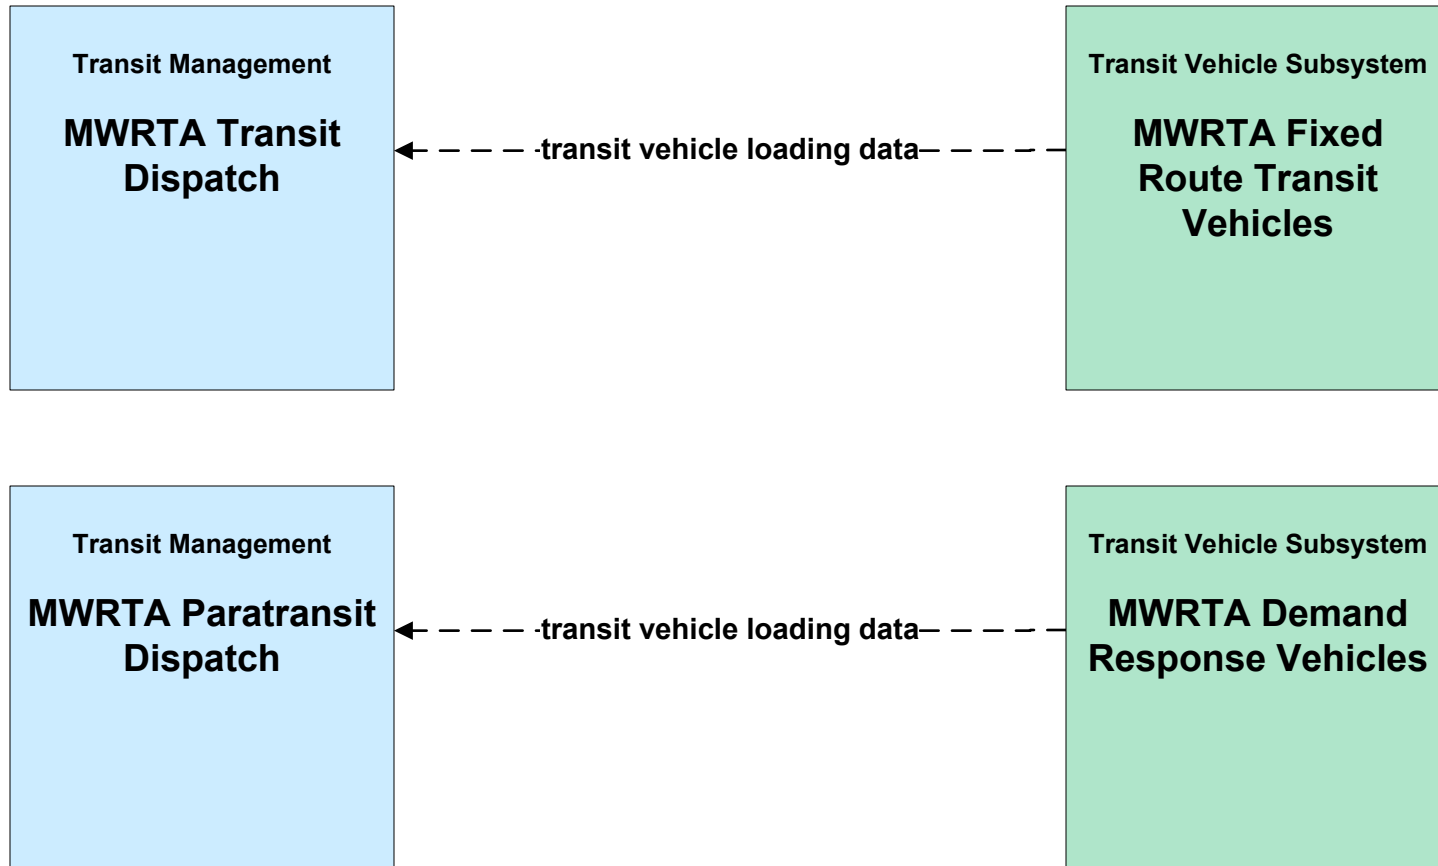 Transit Management
MWRTA Transit
Dispatch
transit vehicle loading data
Transit Vehicle Subsystem
MWRTA Fixed
Route Transit
Vehicles
Transit Management
MWRTA Paratransit
Dispatch
transit vehicle loading data
Transit Vehicle Subsystem
MWRTA Demand
Response Vehicles